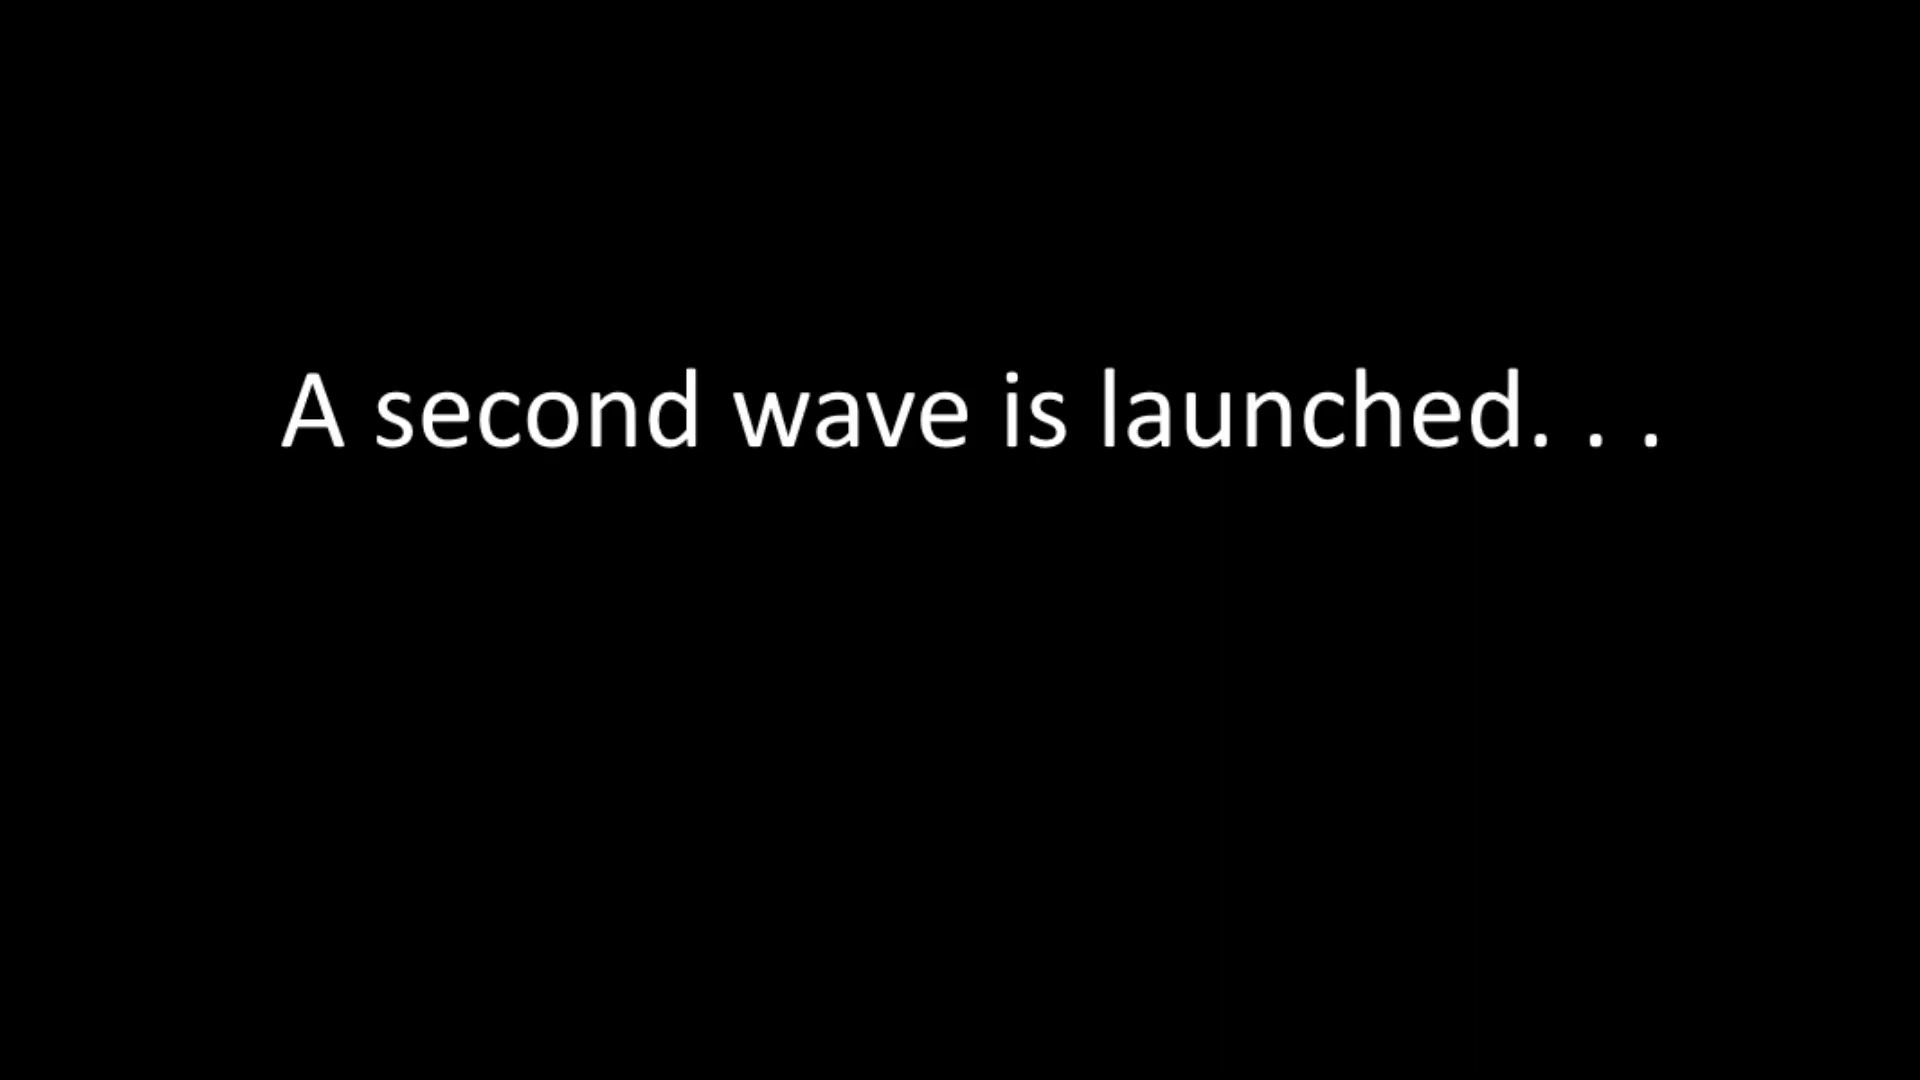 A second wave is launched. . .